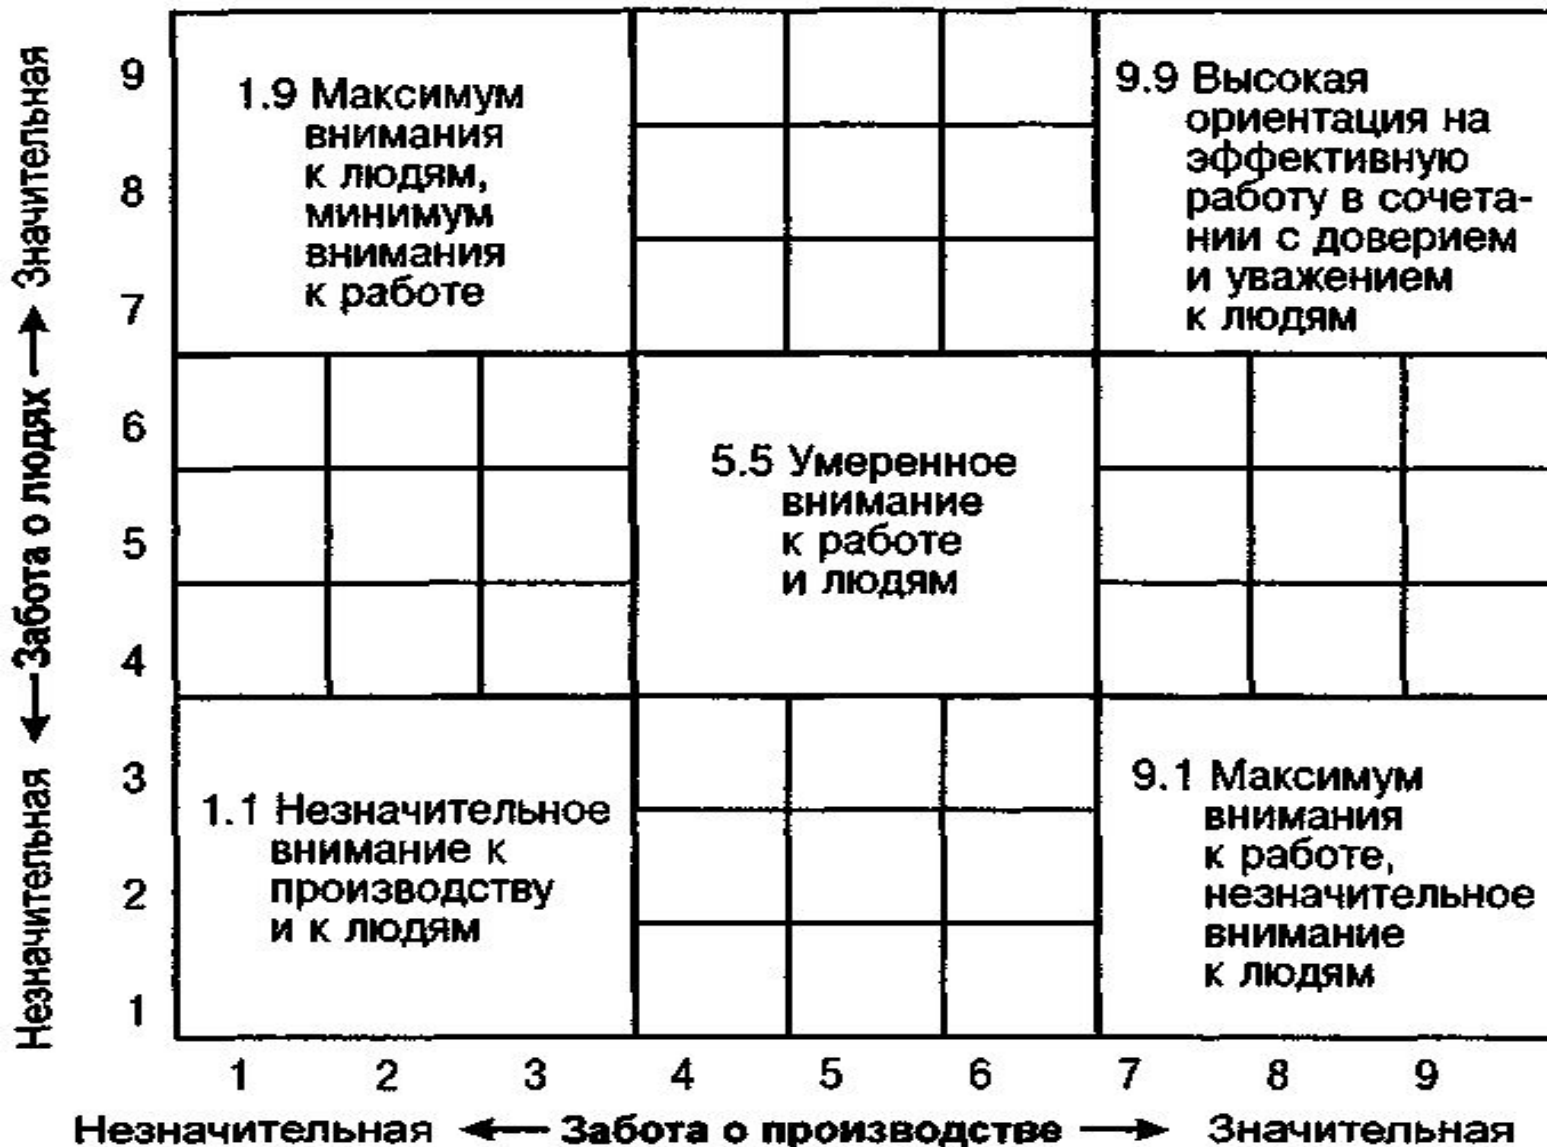 Незначительная ← Забота о людях → Значительная
9
8
7
6
5
4
3
2
1
1.9 Максимум
внимания
к людям,
минимум
внимания
к работе
9.9 Высокая
ориентация на
эффективную
работу в сочета-
нии с доверием
и уважением
к людям
5.5 Умеренное
внимание
к работе
и людям
1.1 Незначительное
внимание к
производству
и к людям
9.1 Максимум
внимания
к работе,
незначительное
внимание
к людям
1 2 3 4 5 6 7 8 9
Незначительная ← Забота о производстве → Значительная